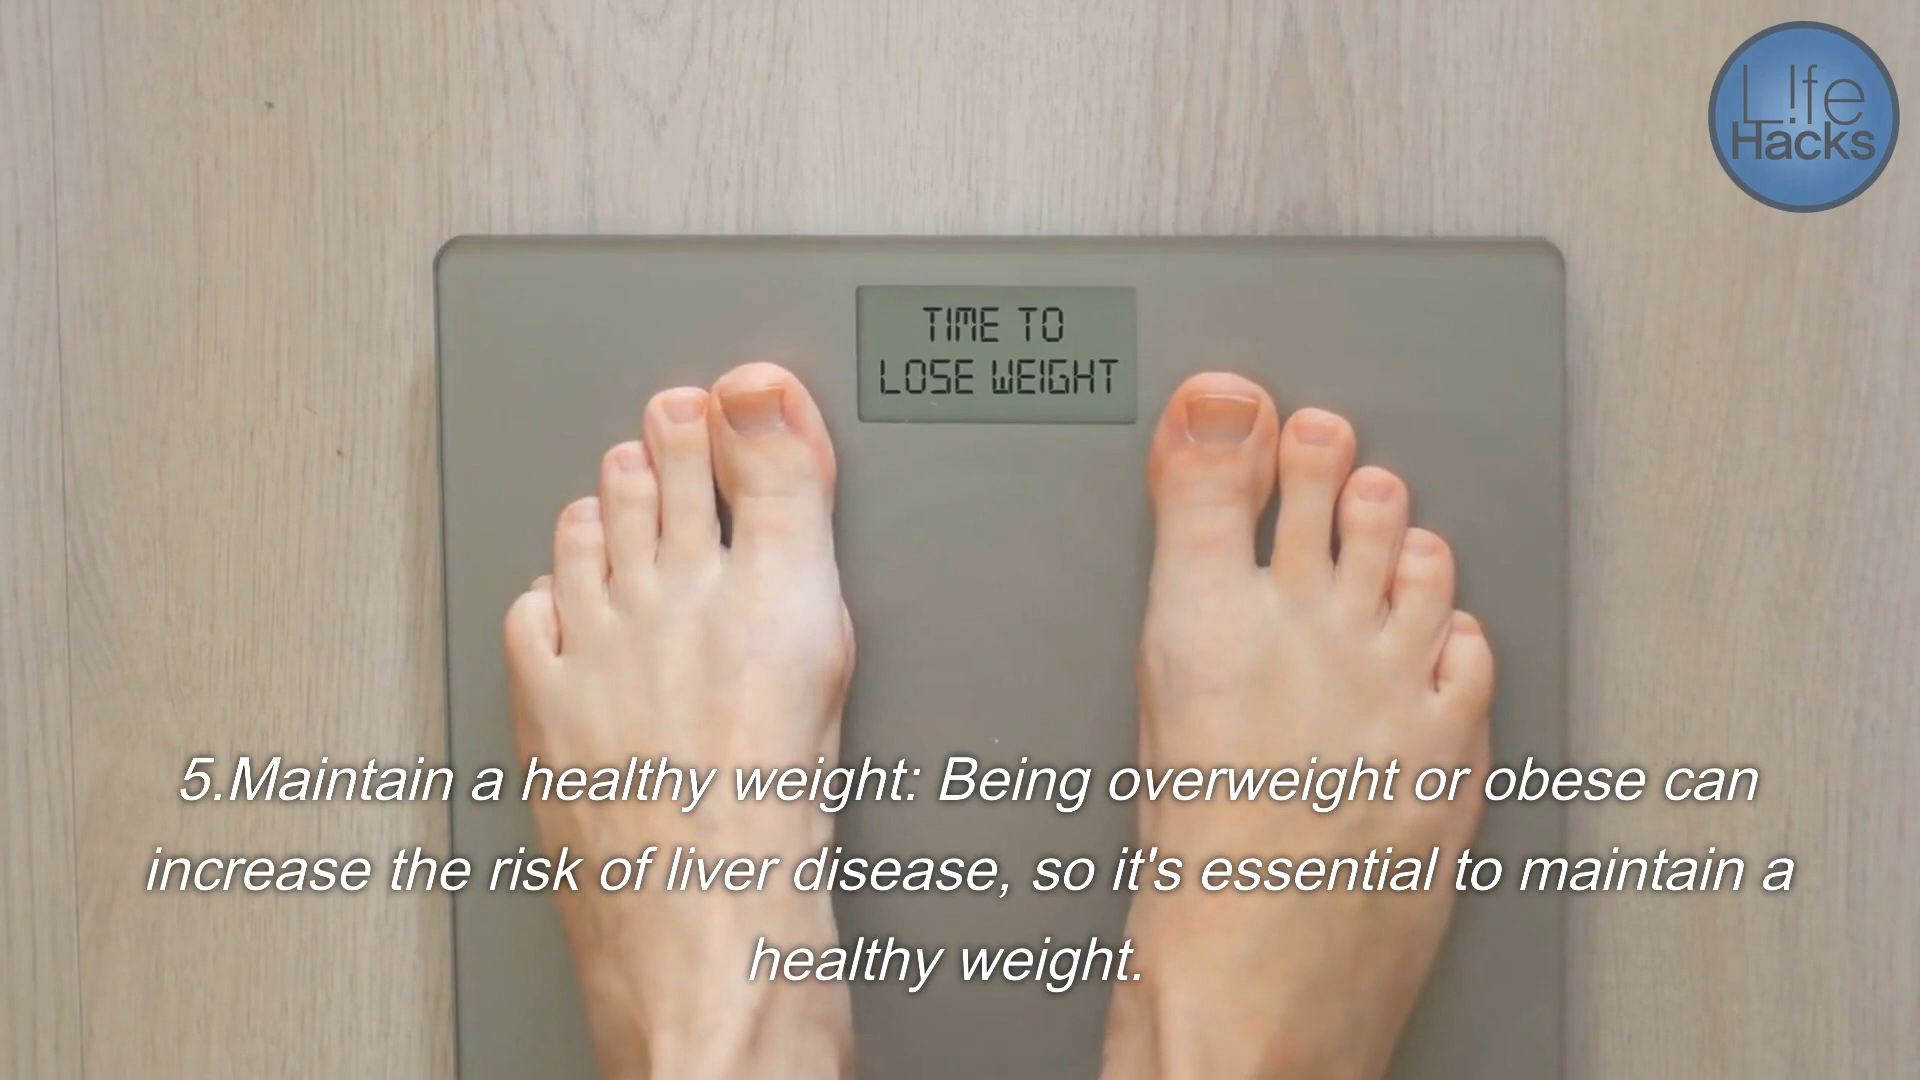 L!fe
Hacks
TIME TO
LOSE WEIGHT
5.Maintain a healthy weight: Being overweight or obese can
increase the risk of liver disease, so it's essential to maintain a
healthy weight.